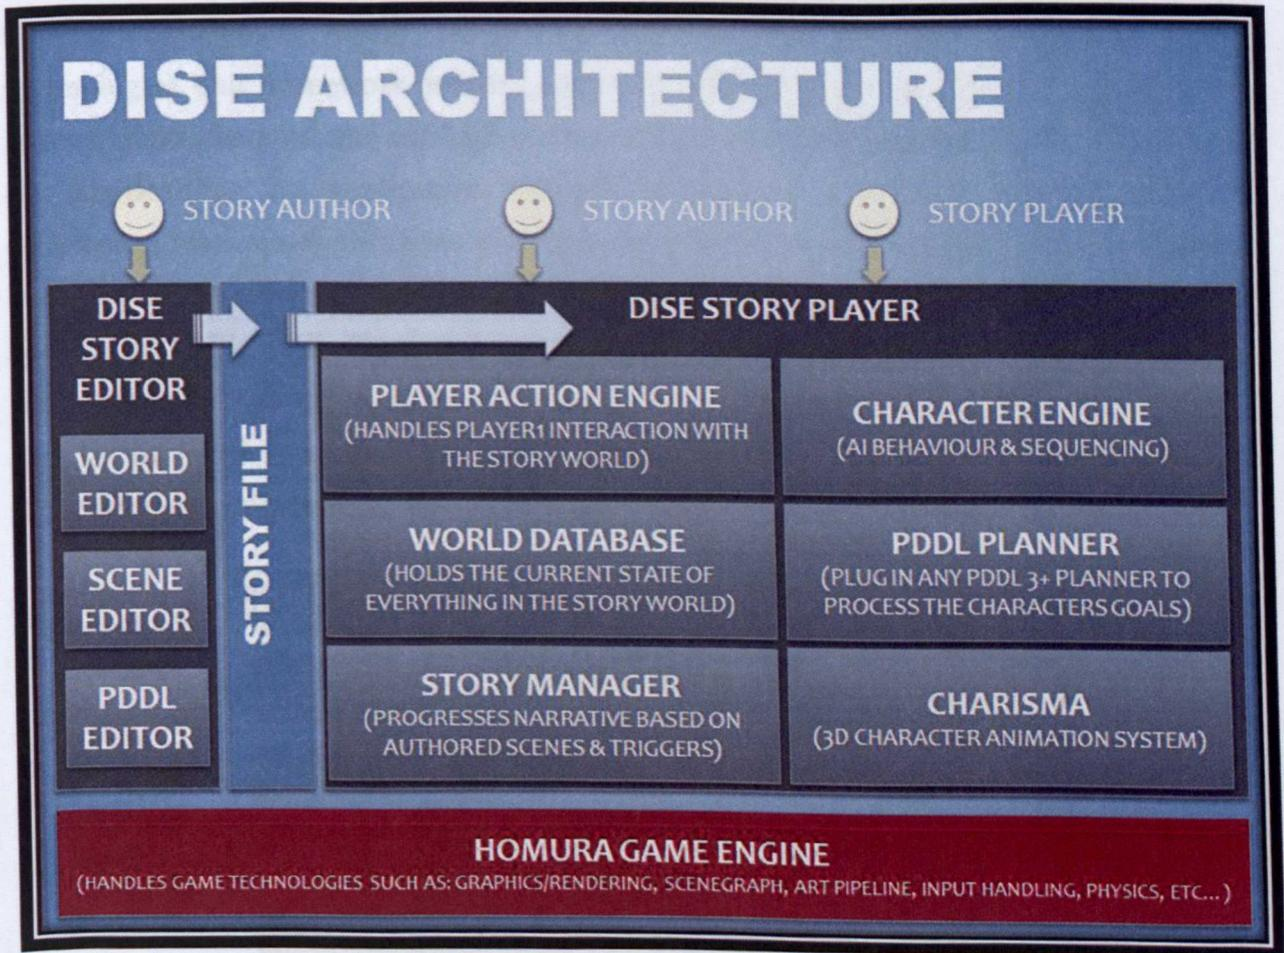 DISE ARCHITECTURE
STORY AUTHOR
STORY AUTHOR
STORY PLAYER
DISE
STORY
EDITOR
WORLD
EDITOR
SCENE
EDITOR
PDDL
EDITOR
STORY FILE
DISE STORY PLAYER
PLAYER ACTION ENGINE
(HANDLES PLAYER1 INTERACTION WITH
THE STORY WORLD)
CHARACTER ENGINE
(AI BEHAVIOUR & SEQUENCING)
WORLD DATABASE
(HOLDS THE CURRENT STATE OF
EVERYTHING IN THE STORY WORLD)
PDDL PLANNER
(PLUG IN ANY PDDL 3+ PLANNER TO
PROCESS THE CHARACTERS GOALS)
STORY MANAGER
(PROGRESSES NARRATIVE BASED ON
AUTHORED SCENES & TRIGGERS)
CHARISMA
(3D CHARACTER ANIMATION SYSTEM)
HOMURA GAME ENGINE
(HANDLES GAME TECHNOLOGIES SUCH AS: GRAPHICS/RENDERING, SCENEGRAPH, ART PIPELINE, INPUT HANDLING, PHYSICS, ETC... )